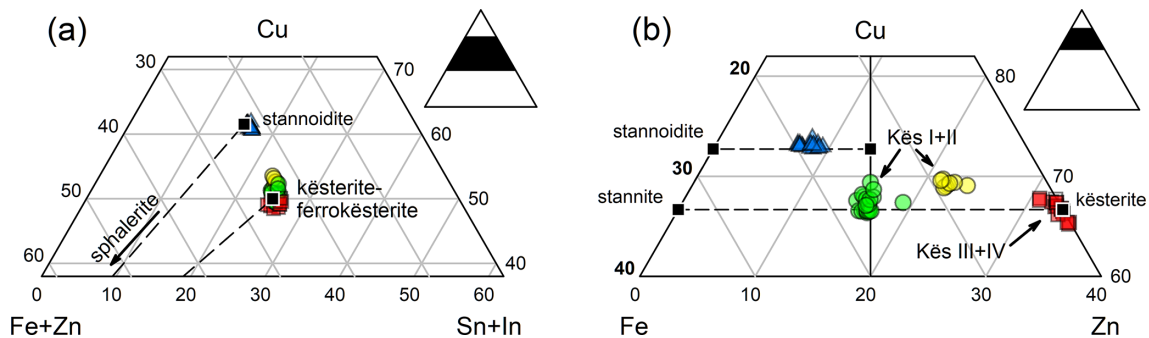 (a)
Cu
30
70
stannoidite
40
60
50
50
kësterite-
ferrokësterite
sphalerite
60
40
0
10
20
30
40
50
60
Fe+Zn
Sn+In
(b)
Cu
20
80
stannoidite
Kës I+II
30
70
stannite
kësterite
Kës III+IV
40
60
0
10
20
30
40
Fe
Zn